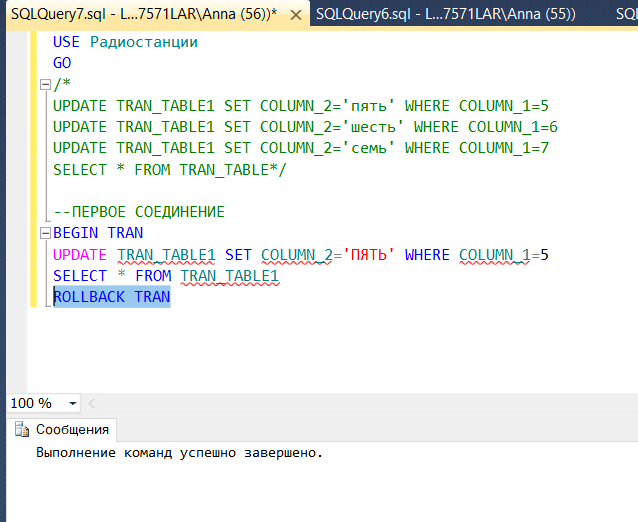 SQLQuery7.sql - L...7571LAR\Anna (56))* SQLQuery6.sql - L...7571LAR\Anna (55)) SQ
USE Радиостанции
GO
/*
UPDATE TRAN_TABLE1 SET COLUMN_2='пять' WHERE COLUMN_1=5
UPDATE TRAN_TABLE1 SET COLUMN_2='шесть' WHERE COLUMN_1=6
UPDATE TRAN_TABLE1 SET COLUMN_2='семь' WHERE COLUMN_1=7
SELECT * FROM TRAN_TABLE*/
--ПЕРВОЕ СОЕДИНЕНИЕ
BEGIN TRAN
UPDATE TRAN_TABLE1 SET COLUMN_2='ПЯТЬ' WHERE COLUMN_1=5
SELECT * FROM TRAN_TABLE1
ROLLBACK TRAN
100 %
Сообщения
Выполнение команд успешно завершено.